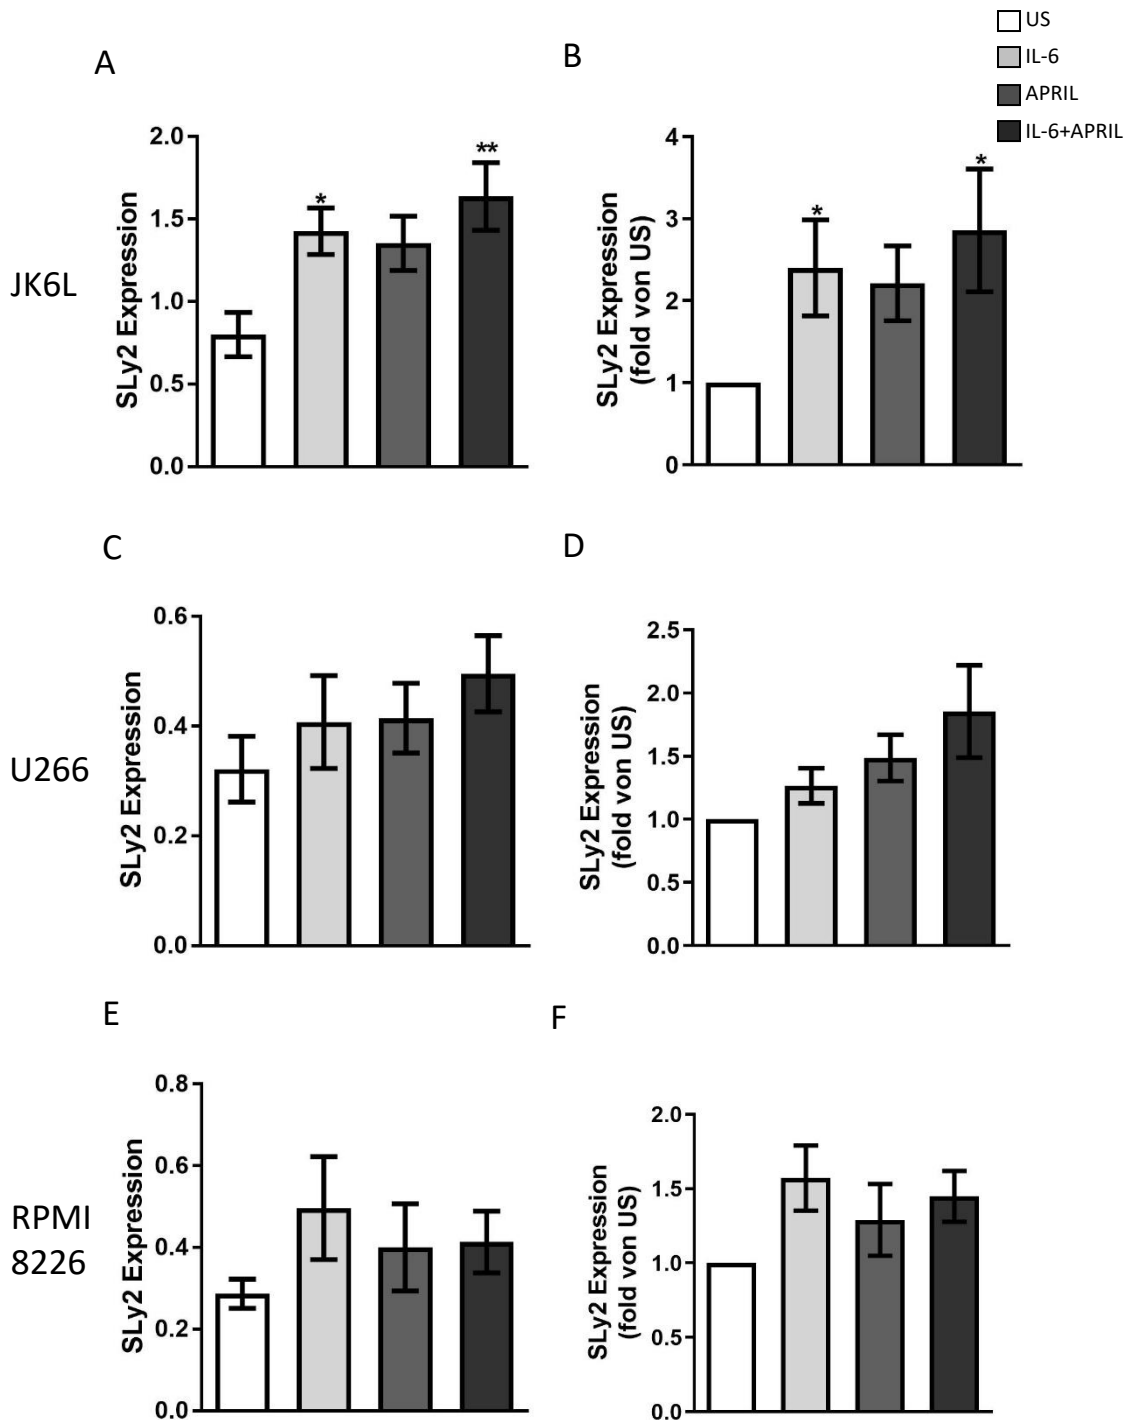 US
IL-6
APRIL
IL-6+APRIL
A
B
JK6L
SLy2 Expression
2.0
1.5
1.0
0.5
0.0
*
**
SLy2 Expression
(fold von US)
4
3
2
1
0
*
*
C
D
U266
SLy2 Expression
0.6
0.4
0.2
0.0
SLy2 Expression
(fold von US)
2.5
2.0
1.5
1.0
0.5
0.0
E
F
RPMI
8226
SLy2 Expression
0.8
0.6
0.4
0.2
0.0
SLy2 Expression
(fold von US)
2.0
1.5
1.0
0.5
0.0